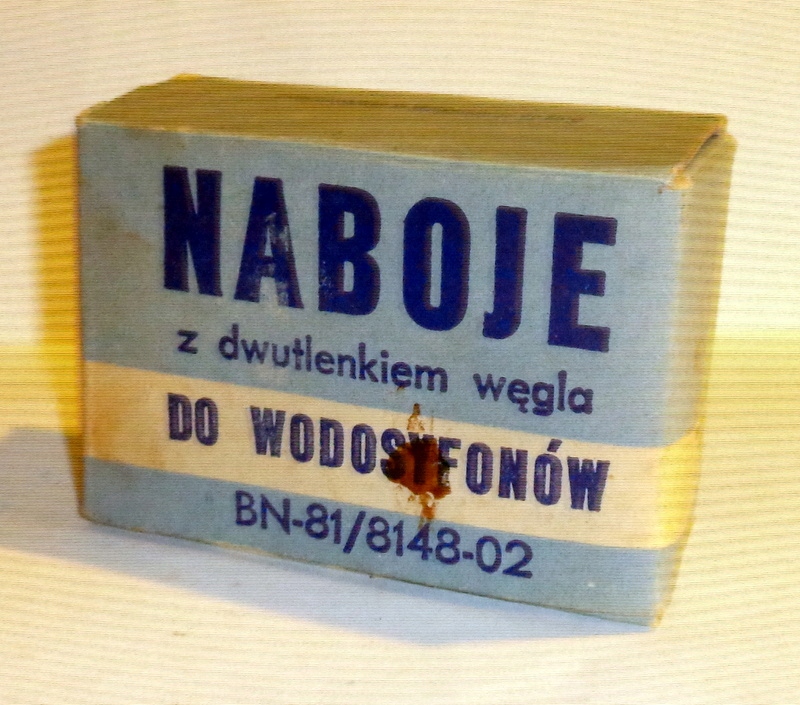 NABOJE
z dwutlenkiem węgla
DO WODOSYFONÓW
BN-81/8148-02